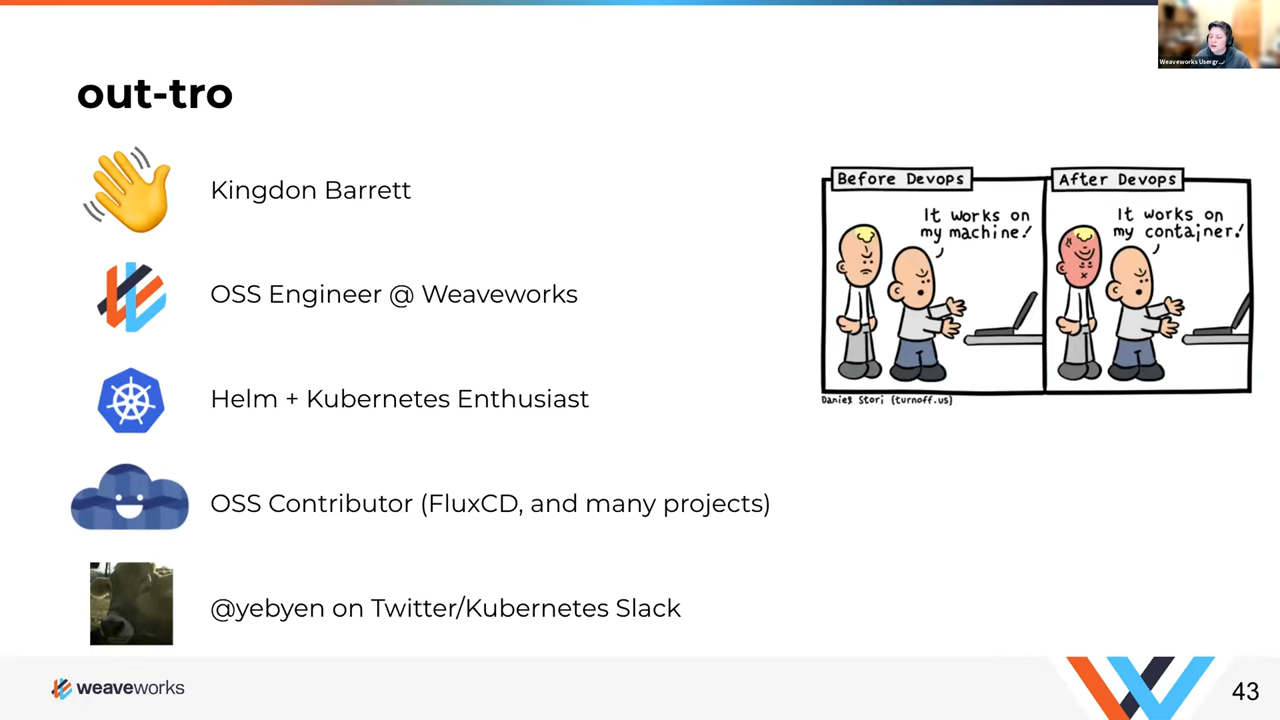 Weaveworks Usergr...
out-tro
Kingdon Barrett
OSS Engineer @ Weaveworks
Helm + Kubernetes Enthusiast
OSS Contributor (FluxCD, and many projects)
@yebyen on Twitter/Kubernetes Slack
Before Devops
It works on
my machine!
After Devops
It works on
my container!
Daniel Stori (turnoff.us)
weaveworks
43